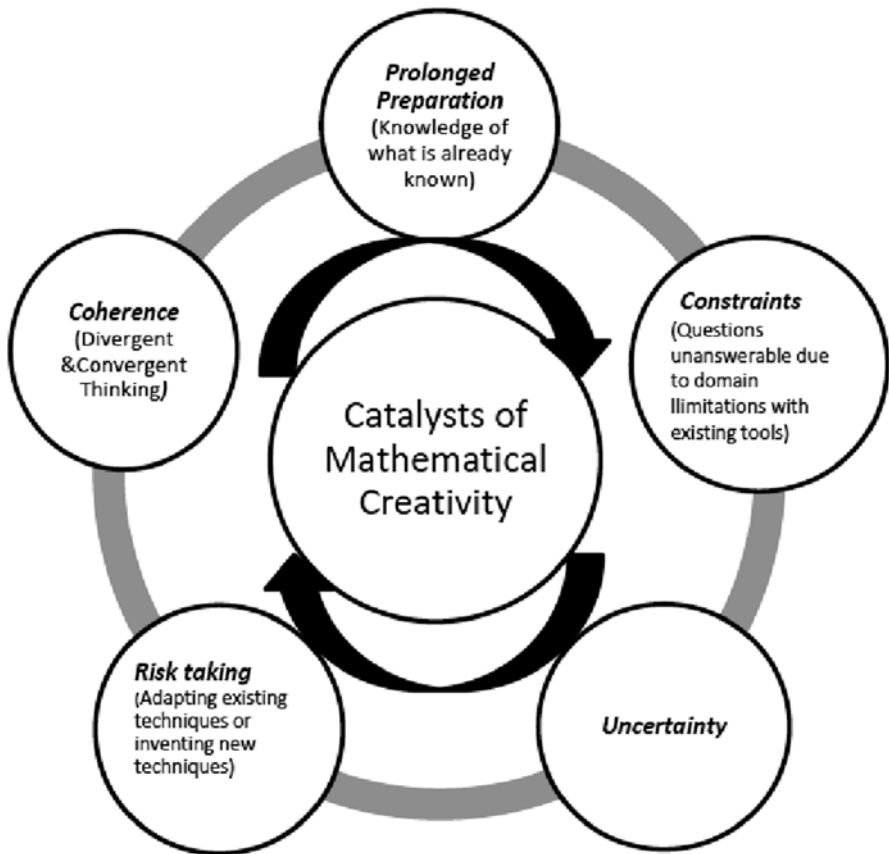 Prolonged
Preparation
(Knowledge of
what is already
known)
Constraints
(Questions
unanswerable due
to domain
llimitations with
existing tools)
Uncertainty
Risk taking
(Adapting existing
techniques or
inventing new
techniques)
Coherence
(Divergent
&Convergent
Thinking)
Catalysts of
Mathematical
Creativity